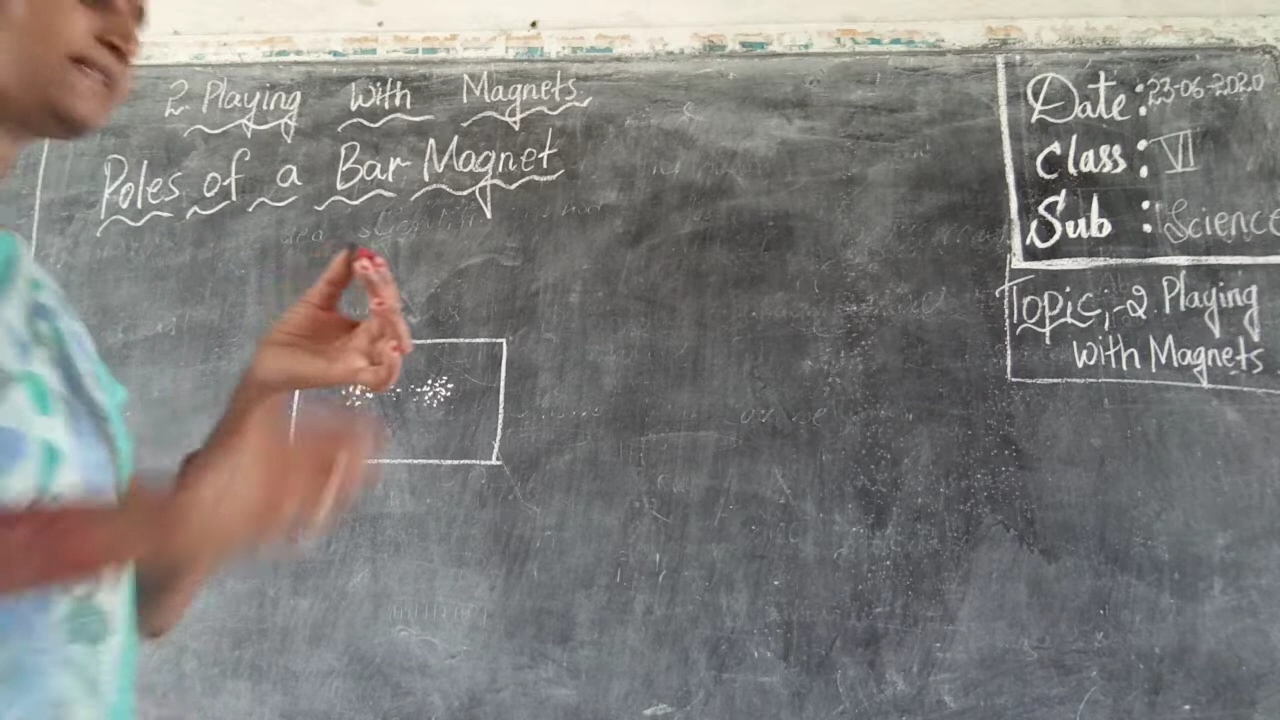 2. Playing With Magnets
Poles of a Bar Magnet
Date: 23-06-2020
Class: VI
Sub : Science
Topic;-2. Playing
with Magnets